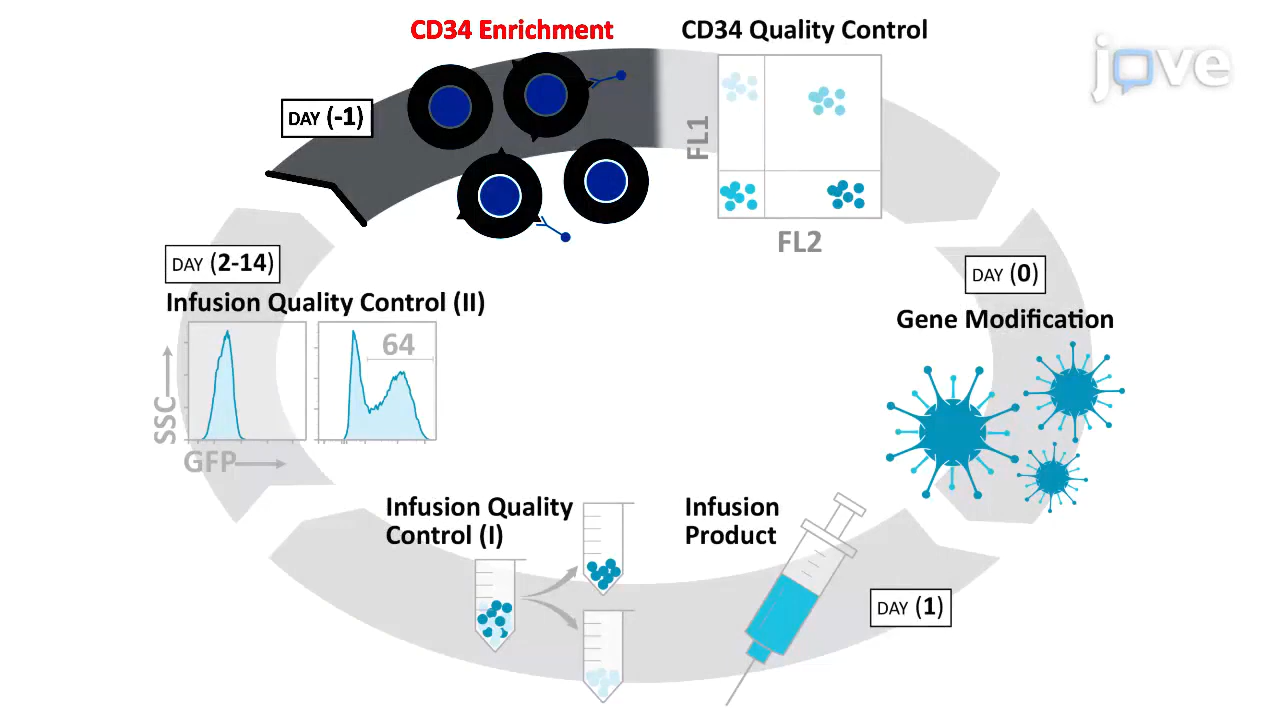 CD34 Enrichment
CD34 Quality Control
jove
DAY (-1)
FL1
FL2
DAY (0)
Gene Modification
DAY (2-14)
Infusion Quality Control (II)
64
SSC
GFP
Infusion Quality
Control (I)
Infusion
Product
DAY (1)